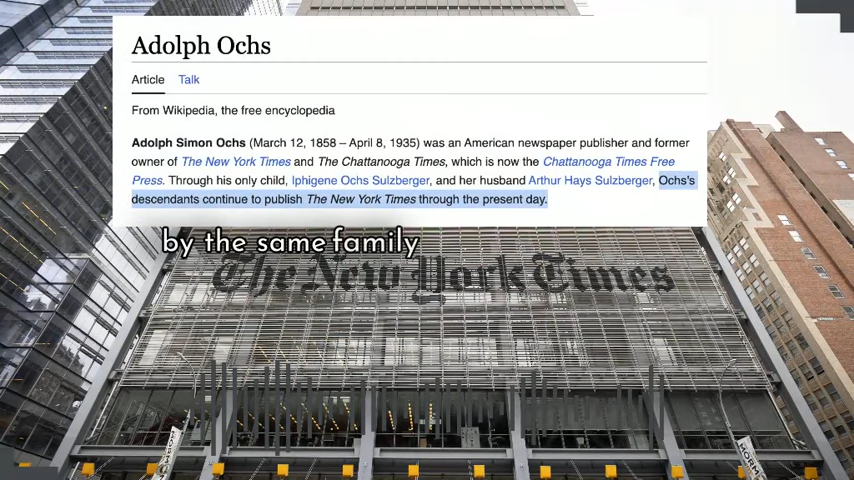 Adolph Ochs
Article Talk
From Wikipedia, the free encyclopedia
Adolph Simon Ochs (March 12, 1858 – April 8, 1935) was an American newspaper publisher and former
owner of The New York Times and The Chattanooga Times, which is now the Chattanooga Times Free
Press. Through his only child, Iphigene Ochs Sulzberger, and her husband Arthur Hays Sulzberger, Ochs's
descendants continue to publish The New York Times through the present day.
by the same family
The New York Times